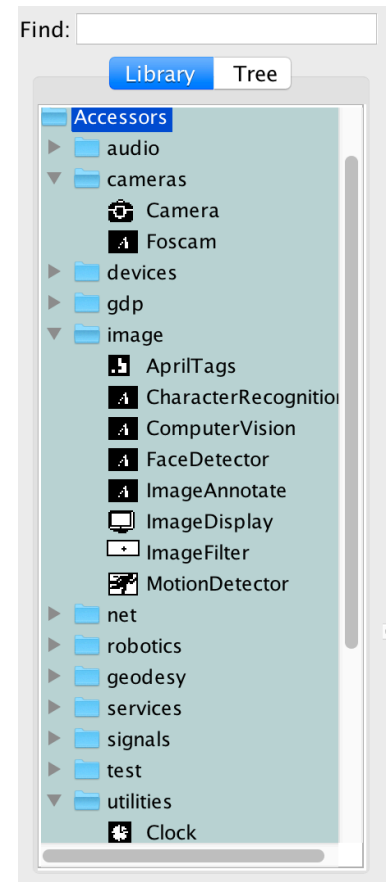 Find:
Library Tree
Accessors
audio
cameras
Camera
Foscam
devices
gdp
image
AprilTags
CharacterRecognition
ComputerVision
FaceDetector
ImageAnnotate
ImageDisplay
ImageFilter
MotionDetector
net
robotics
geodesy
services
signals
test
utilities
Clock